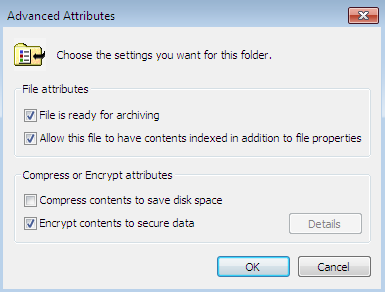 Advanced Attributes
Choose the settings you want for this folder.
File attributes
File is ready for archiving
Allow this file to have contents indexed in addition to file properties
Compress or Encrypt attributes
Compress contents to save disk space
Encrypt contents to secure data
Details
OK
Cancel